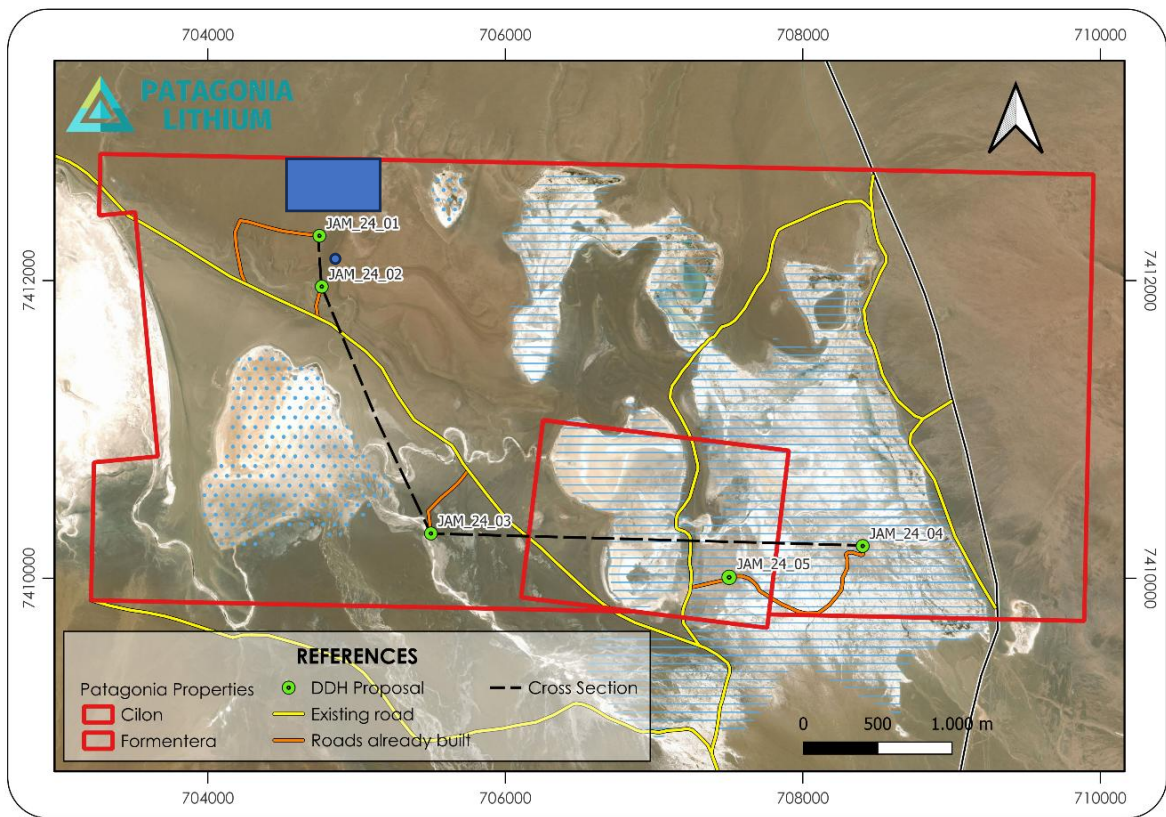 704000 706000 708000 710000
PATAGONIA
LITHIUM
JAM_24_01
JAM_24_02
7412000 7412000
JAM_24_03
JAM_24_04
JAM_24_05
7410000 7410000
REFERENCES
Patagonia Properties
Cilon
Formentera
DDH Proposal
Existing road
Roads already built
Cross Section
0 500 1.000 m
704000 706000 708000 710000